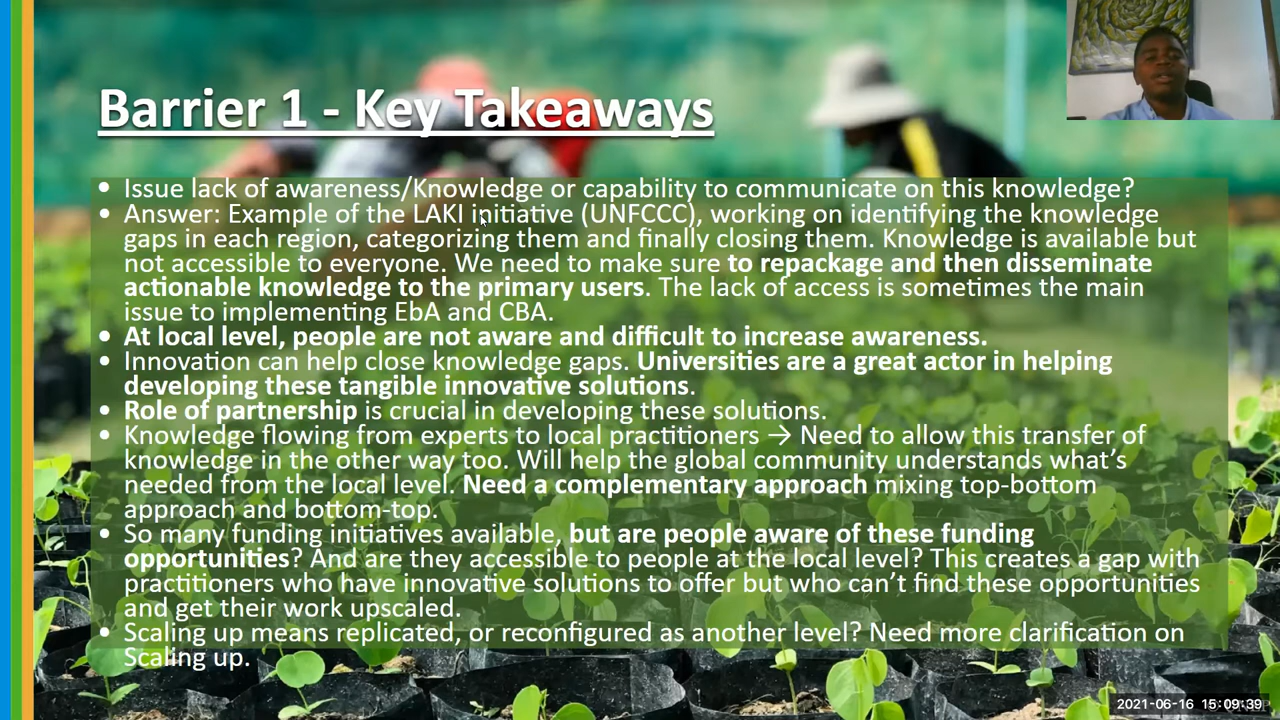 Barrier 1 - Key Takeaways
• Issue lack of awareness/Knowledge or capability to communicate on this knowledge?
• Answer: Example of the LAKI initiative (UNFCCC), working on identifying the knowledge
gaps in each region, categorizing them and finally closing them. Knowledge is available but
not accessible to everyone. We need to make sure to repackage and then disseminate
actionable knowledge to the primary users. The lack of access is sometimes the main
issue to implementing EbA and CBA.
• At local level, people are not aware and difficult to increase awareness.
• Innovation can help close knowledge gaps. Universities are a great actor in helping
developing these tangible innovative solutions.
• Role of partnership is crucial in developing these solutions.
• Knowledge flowing from experts to local practitioners → Need to allow this transfer of
knowledge in the other way too. Will help the global community understands what's
needed from the local level. Need a complementary approach mixing top-bottom
approach and bottom-top.
• So many funding initiatives available, but are people aware of these funding
opportunities? And are they accessible to people at the local level? This creates a gap with
practitioners who have innovative solutions to offer but who can't find these opportunities
and get their work upscaled.
• Scaling up means replicated, or reconfigured as another level? Need more clarification on
Scaling up.
2021-06-16 15:09:39